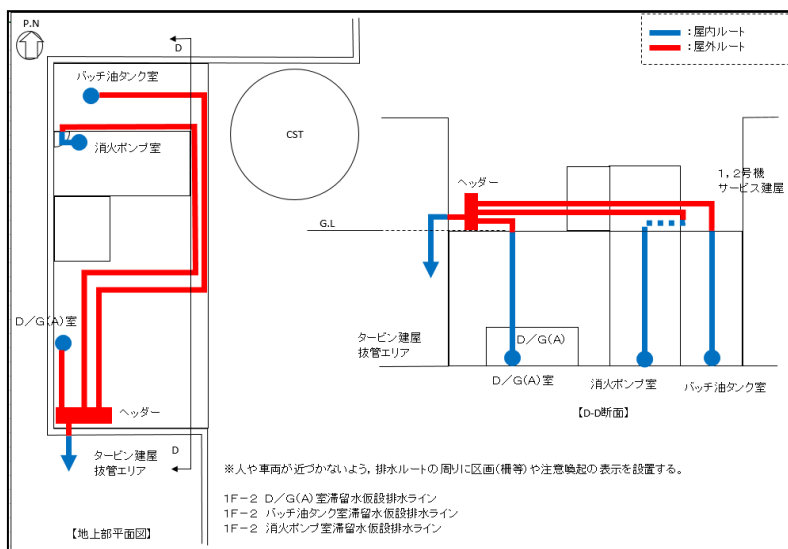 P.N
D
：屋内ルート
：屋外ルート
バッチ油タンク室
消火ポンプ室
CST
1，2号機
サービス建屋
ヘッダー
G.L
D／G(A)室
タービン建屋
抜管エリア
D／G(A)
D／G(A)室
消火ポンプ室
バッチ油タンク室
【D-D断面】
ヘッダー
タービン建屋
抜管エリア
D
【地上部平面図】
※人や車両が近づかないよう，排水ルートの周りに区画(柵等)や注意喚起の表示を設置する。
1F－2 D／G(A)室滞留水仮設排水ライン
1F－2 バッチ油タンク室滞留水仮設排水ライン
1F－2 消火ポンプ室滞留水仮設排水ライン